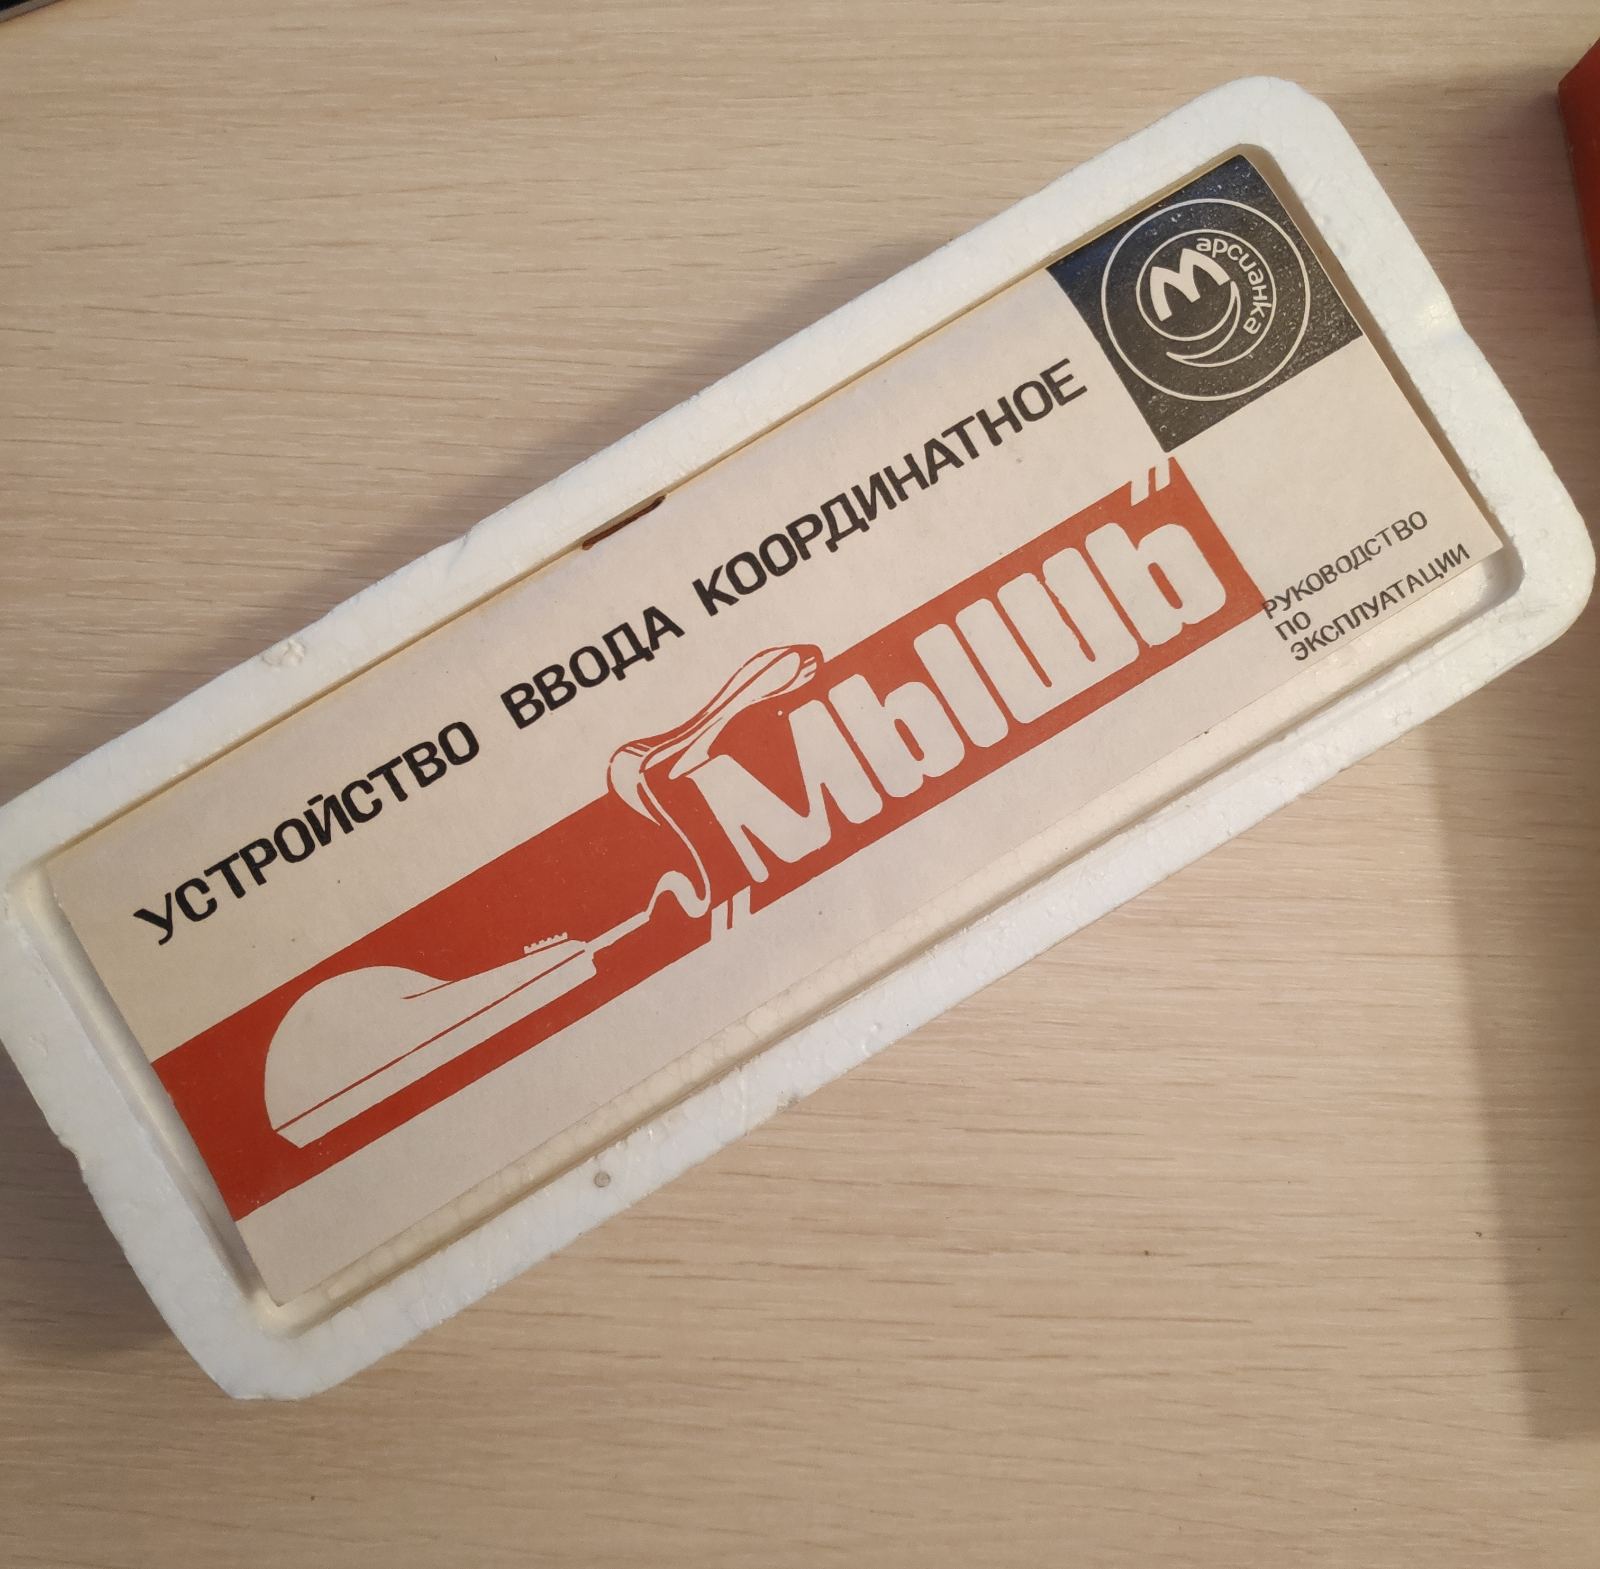 Марсианка
УСТРОЙСТВО ВВОДА КООРДИНАТНОЕ
„Мышь”
РУКОВОДСТВО
ПО
ЭКСПЛУАТАЦИИ